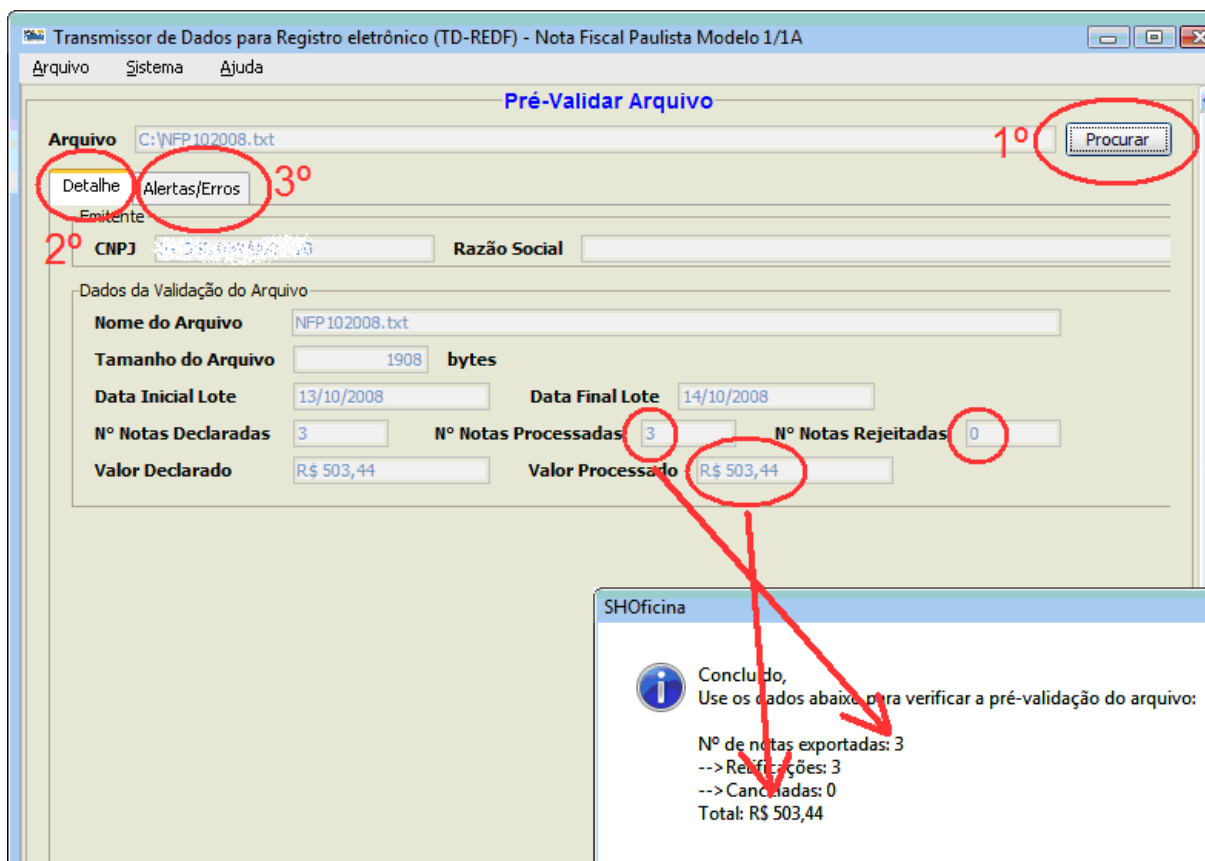 Transmissor de Dados para Registro eletrônico (TD-REDF) - Nota Fiscal Paulista Modelo 1/1A
Arquivo Sistema Ajuda
Pré-Validar Arquivo
Arquivo C:\NFP102008.txt 1º Procurar
Detalhe Alertas/Erros 3º
Emitente
2º CNPJ Razão Social
Dados da Validação do Arquivo
Nome do Arquivo NFP102008.txt
Tamanho do Arquivo 1908 bytes
Data Inicial Lote 13/10/2008 Data Final Lote 14/10/2008
N° Notas Declaradas 3 N° Notas Processadas 3 N° Notas Rejeitadas 0
Valor Declarado R$ 503,44 Valor Processado R$ 503,44
SHOficina
Concluído,
Use os dados abaixo para verificar a pré-validação do arquivo:
Nº de notas exportadas: 3
-->Retificações: 3
-->Canceladas: 0
Total: R$ 503,44